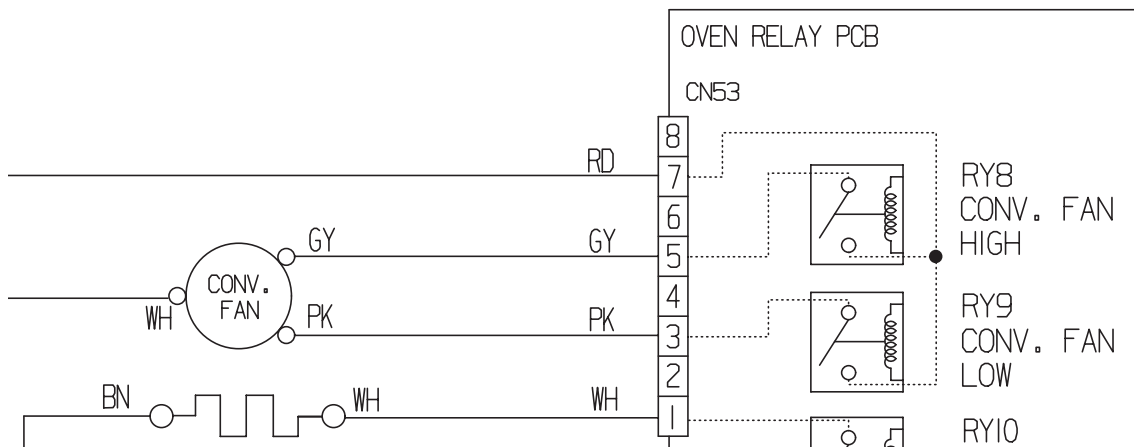 OVEN RELAY PCB
CN53
8
RD
7
RY8
CONV. FAN
HIGH
6
GY
GY
5
CONV.
FAN
4
WH
PK
PK
3
RY9
CONV. FAN
LOW
2
BN
WH
WH
1
RY10